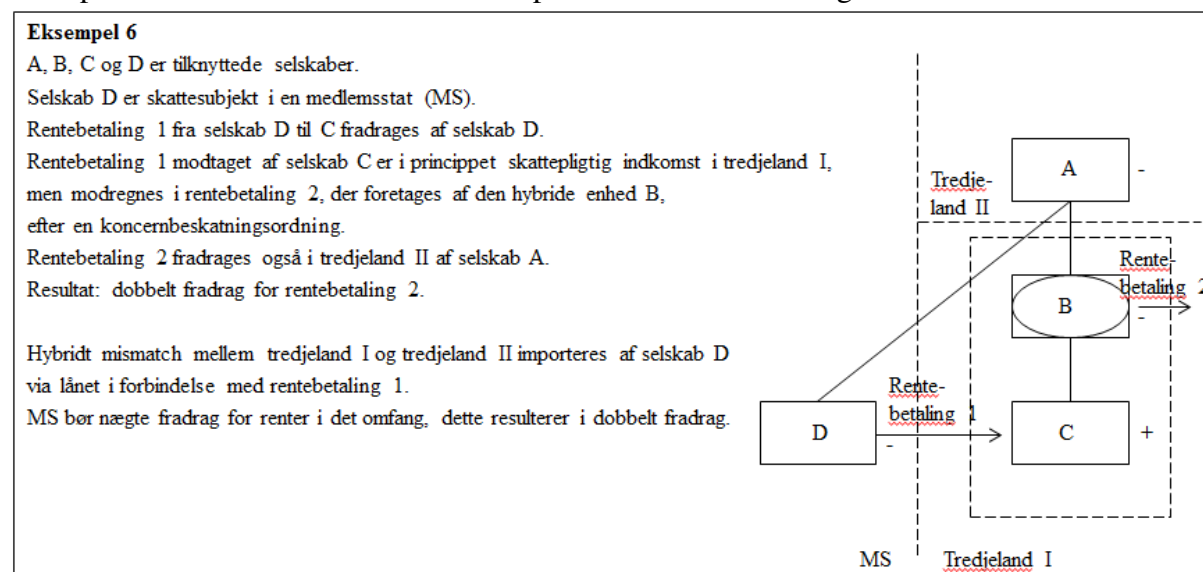 Eksempel 6
A, B, C og D er tilknyttede selskaber.
Selskab D er skattesubjekt i en medlemsstat (MS).
Rentebetaling 1 fra selskab D til C fradrages af selskab D.
Rentebetaling 1 modtaget af selskab C er i princippet skattepligtig indkomst i tredjeland I,
men modregnes i rentebetaling 2, der foretages af den hybride enhed B,
efter en koncernbeskatningsordning.
Rentebetaling 2 fradrages også i tredjeland II af selskab A.
Resultat: dobbelt fradrag for rentebetaling 2.
Hybridt mismatch mellem tredjeland I og tredjeland II importeres af selskab D
via lånet i forbindelse med rentebetaling 1.
MS bør nægte fradrag for renter i det omfang, dette resulterer i dobbelt fradrag.
A
-
Tredje-
land II
Rente-
betaling 2
B
-
Rente-
betaling 1
D
-
C
+
MS
Tredjeland I